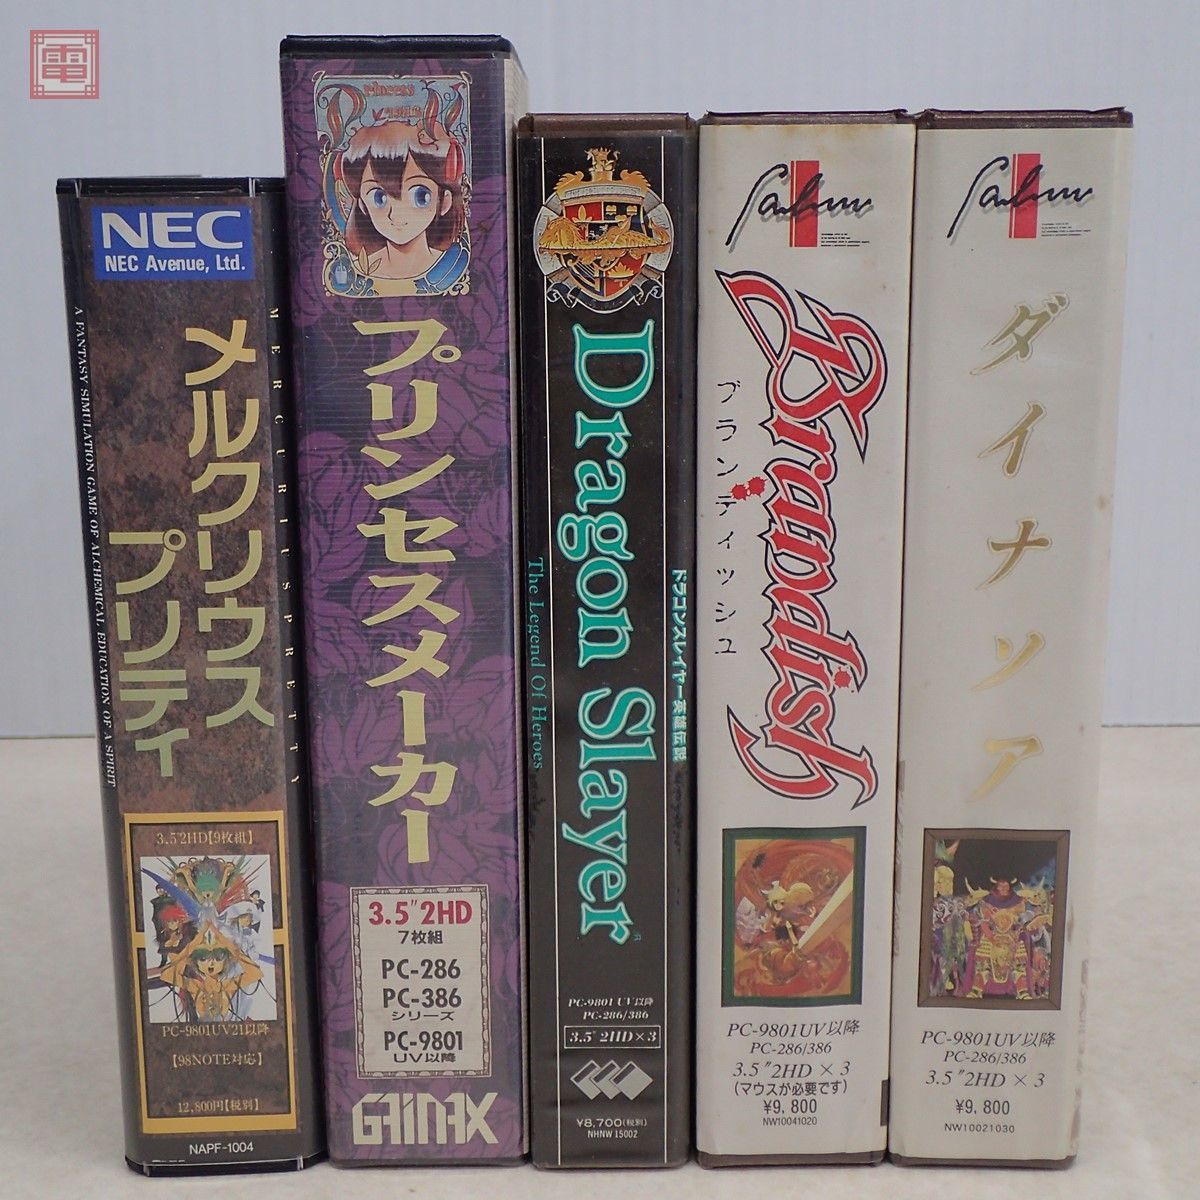 電
NEC
NEC Avenue, Ltd.
メルクリウス
プリティ
MERCURIUS PRETTY
A FANTASY SIMULATION GAME OF ALCHEMICAL EDUCATION OF A SPIRIT
3.5"2HD【9枚組】
PC-9801UV21以降
【98NOTE対応】
12,800円【税別】
NAPF-1004
Princess
プリンセスメーカー
3.5"2HD
7枚組
PC-286
PC-386
シリーズ
PC-9801
UV以降
GAINAX
Dragon Slayer
The Legend Of Heroes
ドラゴンスレイヤー英雄伝説
PC-9801 UV以降
PC-286/386
3.5"2HD×3
¥8,700(税別)
NHNW 15002
Brandish
ブランディッシュ
PC-9801UV以降
PC-286/386
3.5"2HD × 3
(マウスが必要です)
¥9,800
NW10041020
ダイナソア
PC-9801UV以降
PC-286/386
3.5"2HD × 3
¥9,800
NW10021030